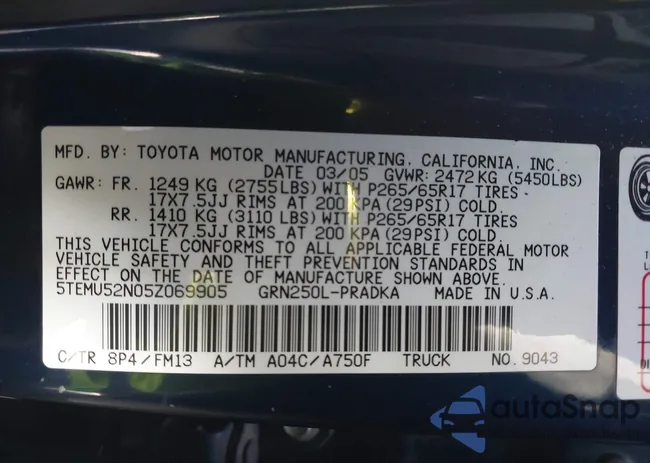 MFD. BY: TOYOTA MOTOR MANUFACTURING, CALIFORNIA, INC.
DATE 03/05 GVWR: 2472 KG (5450LBS)
GAWR: FR. 1249 KG (2755LBS) WITH P265/65R17 TIRES
17X7.5JJ RIMS AT 200 KPA (29PSI) COLD.
RR. 1410 KG (3110 LBS) WITH P265/65R17 TIRES
17X7.5JJ RIMS AT 200 KPA (29PSI) COLD.
THIS VEHICLE CONFORMS TO ALL APPLICABLE FEDERAL MOTOR
VEHICLE SAFETY AND THEFT PREVENTION STANDARDS IN
EFFECT ON THE DATE OF MANUFACTURE SHOWN ABOVE.
5TEMU52N05Z069905 GRN250L-PRADKA MADE IN U.S.A.
C/TR 8P4/FM13 A/TM A04C/A750F TRUCK NO. 9043
autoSnap